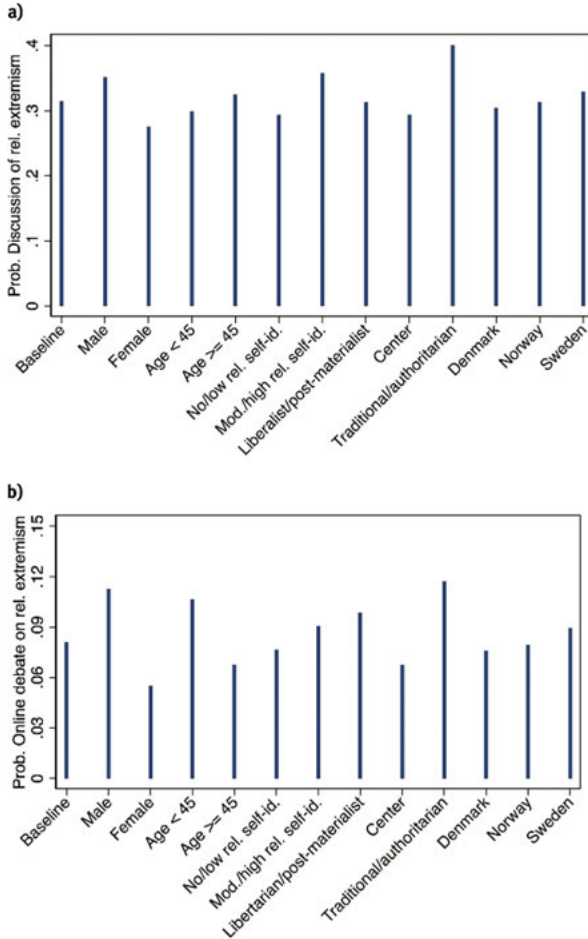 a)
Prob. Discussion of rel. extremism
.4
.3
.2
.1
0
Baseline
Male
Female
Age < 45
Age >= 45
No/low rel. self-id.
Mod./high rel. self-id.
Liberalist/post-materialist
Center
Traditional/authoritarian
Denmark
Norway
Sweden
b)
Prob. Online debate on rel. extremism
.15
.12
.09
.06
.03
0
Baseline
Male
Female
Age < 45
Age >= 45
No/low rel. self-id.
Mod./high rel. self-id.
Libertarian/post-materialist
Center
Traditional/authoritarian
Denmark
Norway
Sweden